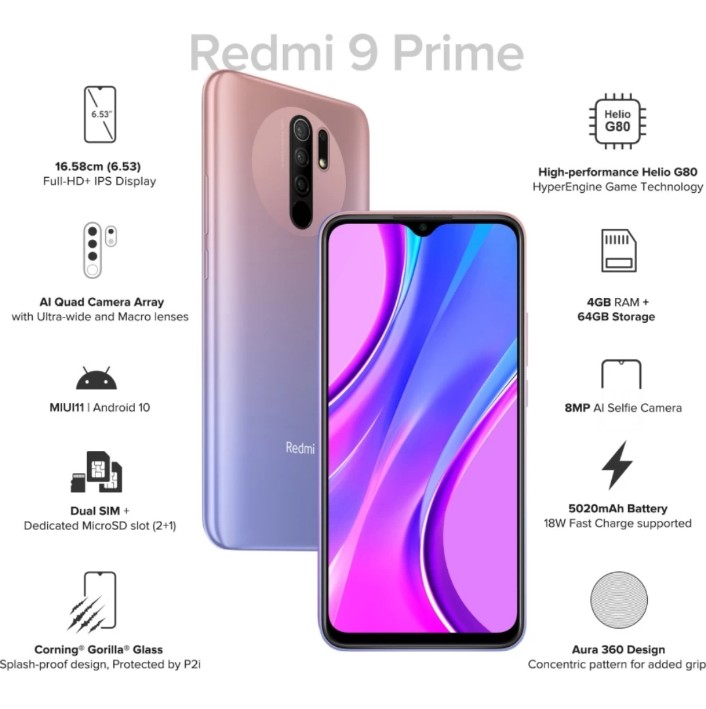 Redmi 9 Prime
6.53"
16.58cm (6.53)
Full-HD+ IPS Display
AI Quad Camera Array
with Ultra-wide and Macro lenses
MIUI11 | Android 10
Dual SIM +
Dedicated MicroSD slot (2+1)
Corning® Gorilla® Glass
Splash-proof design, Protected by P2i
Redmi
Helio
G80
High-performance Helio G80
HyperEngine Game Technology
4GB RAM +
64GB Storage
8MP AI Selfie Camera
5020mAh Battery
18W Fast Charge supported
Aura 360 Design
Concentric pattern for added grip